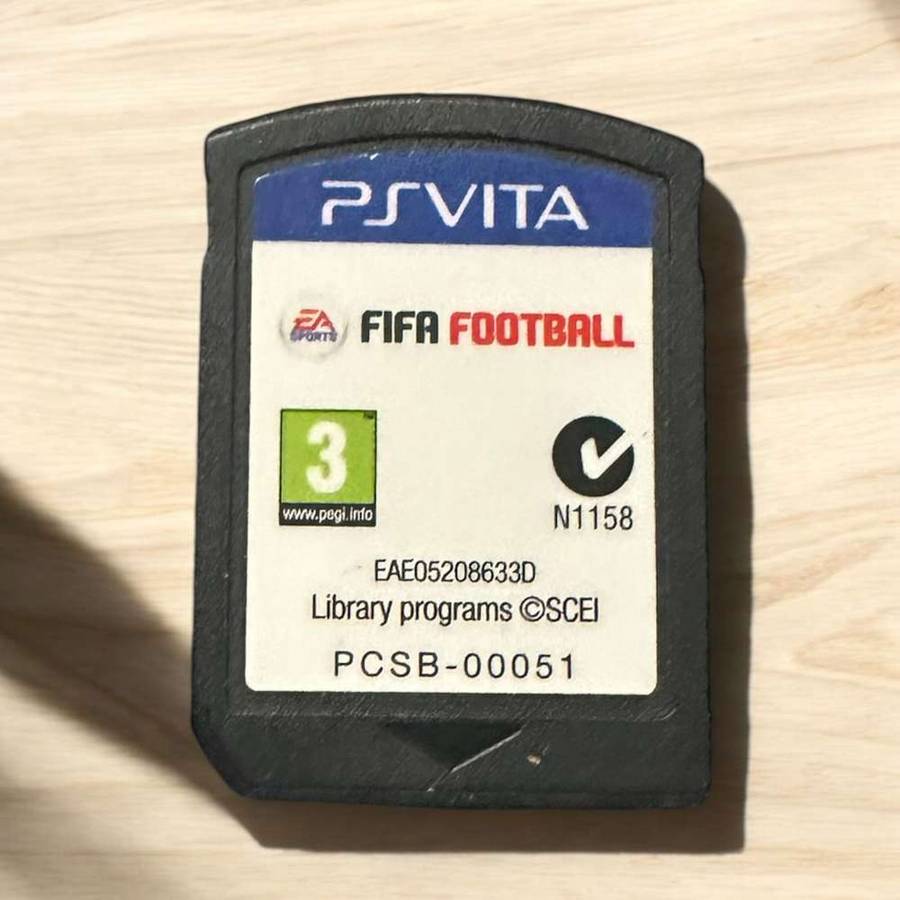 PSVITA
EA SPORTS FIFA FOOTBALL
3
www.pegi.info
N1158
EAE05208633D
Library programs ©SCEI
PCSB-00051